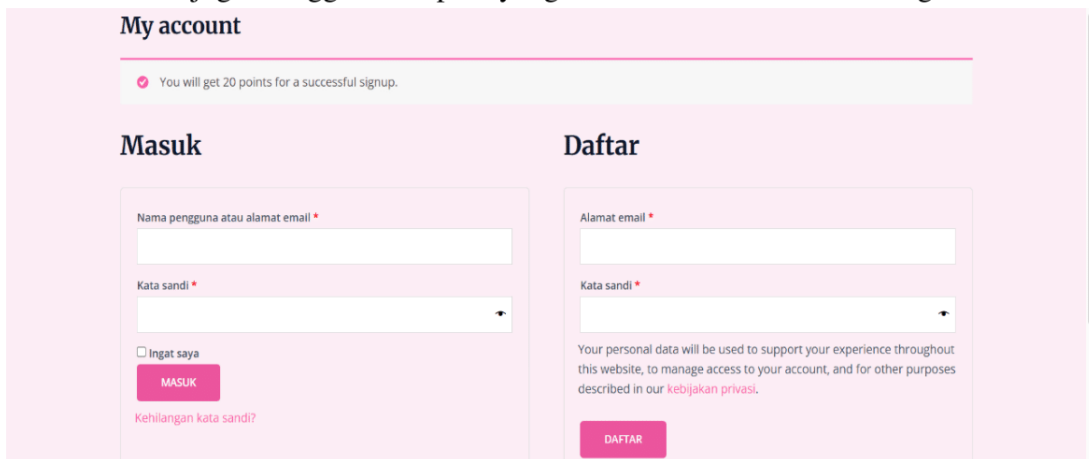 My account
You will get 20 points for a successful signup.
Masuk
Nama pengguna atau alamat email *
Kata sandi *
Ingat saya
MASUK
Kehilangan kata sandi?
Daftar
Alamat email *
Kata sandi *
Your personal data will be used to support your experience throughout
this website, to manage access to your account, and for other purposes
described in our kebijakan privasi.
DAFTAR